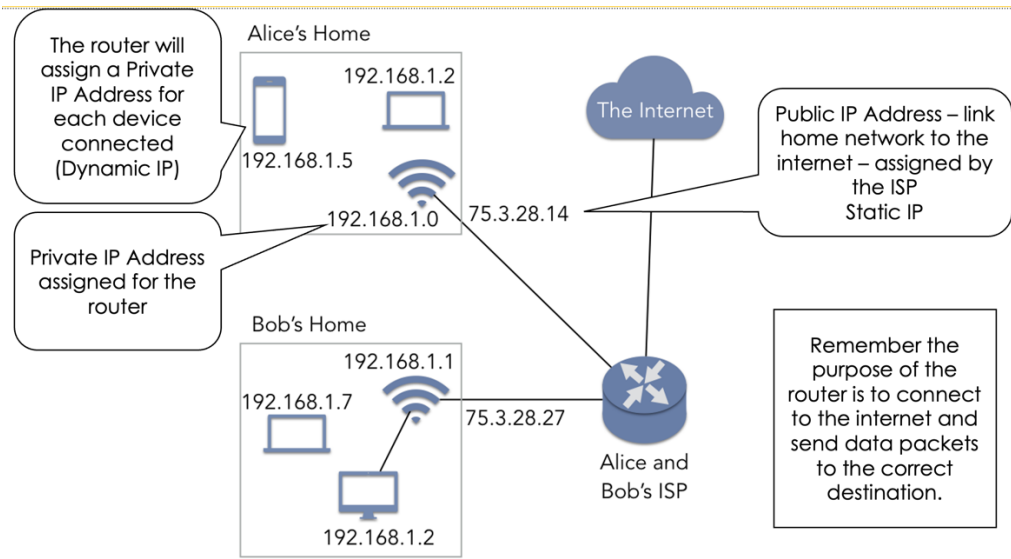 The router will
assign a Private
IP Address for
each device
connected
(Dynamic IP)
Private IP Address
assigned for the
router
Alice's Home
192.168.1.2
192.168.1.5
192.168.1.0
75.3.28.14
The Internet
Public IP Address – link
home network to the
internet – assigned by
the ISP
Static IP
Bob's Home
192.168.1.1
192.168.1.7
192.168.1.2
75.3.28.27
Alice and
Bob's ISP
Remember the
purpose of the
router is to connect
to the internet and
send data packets
to the correct
destination.